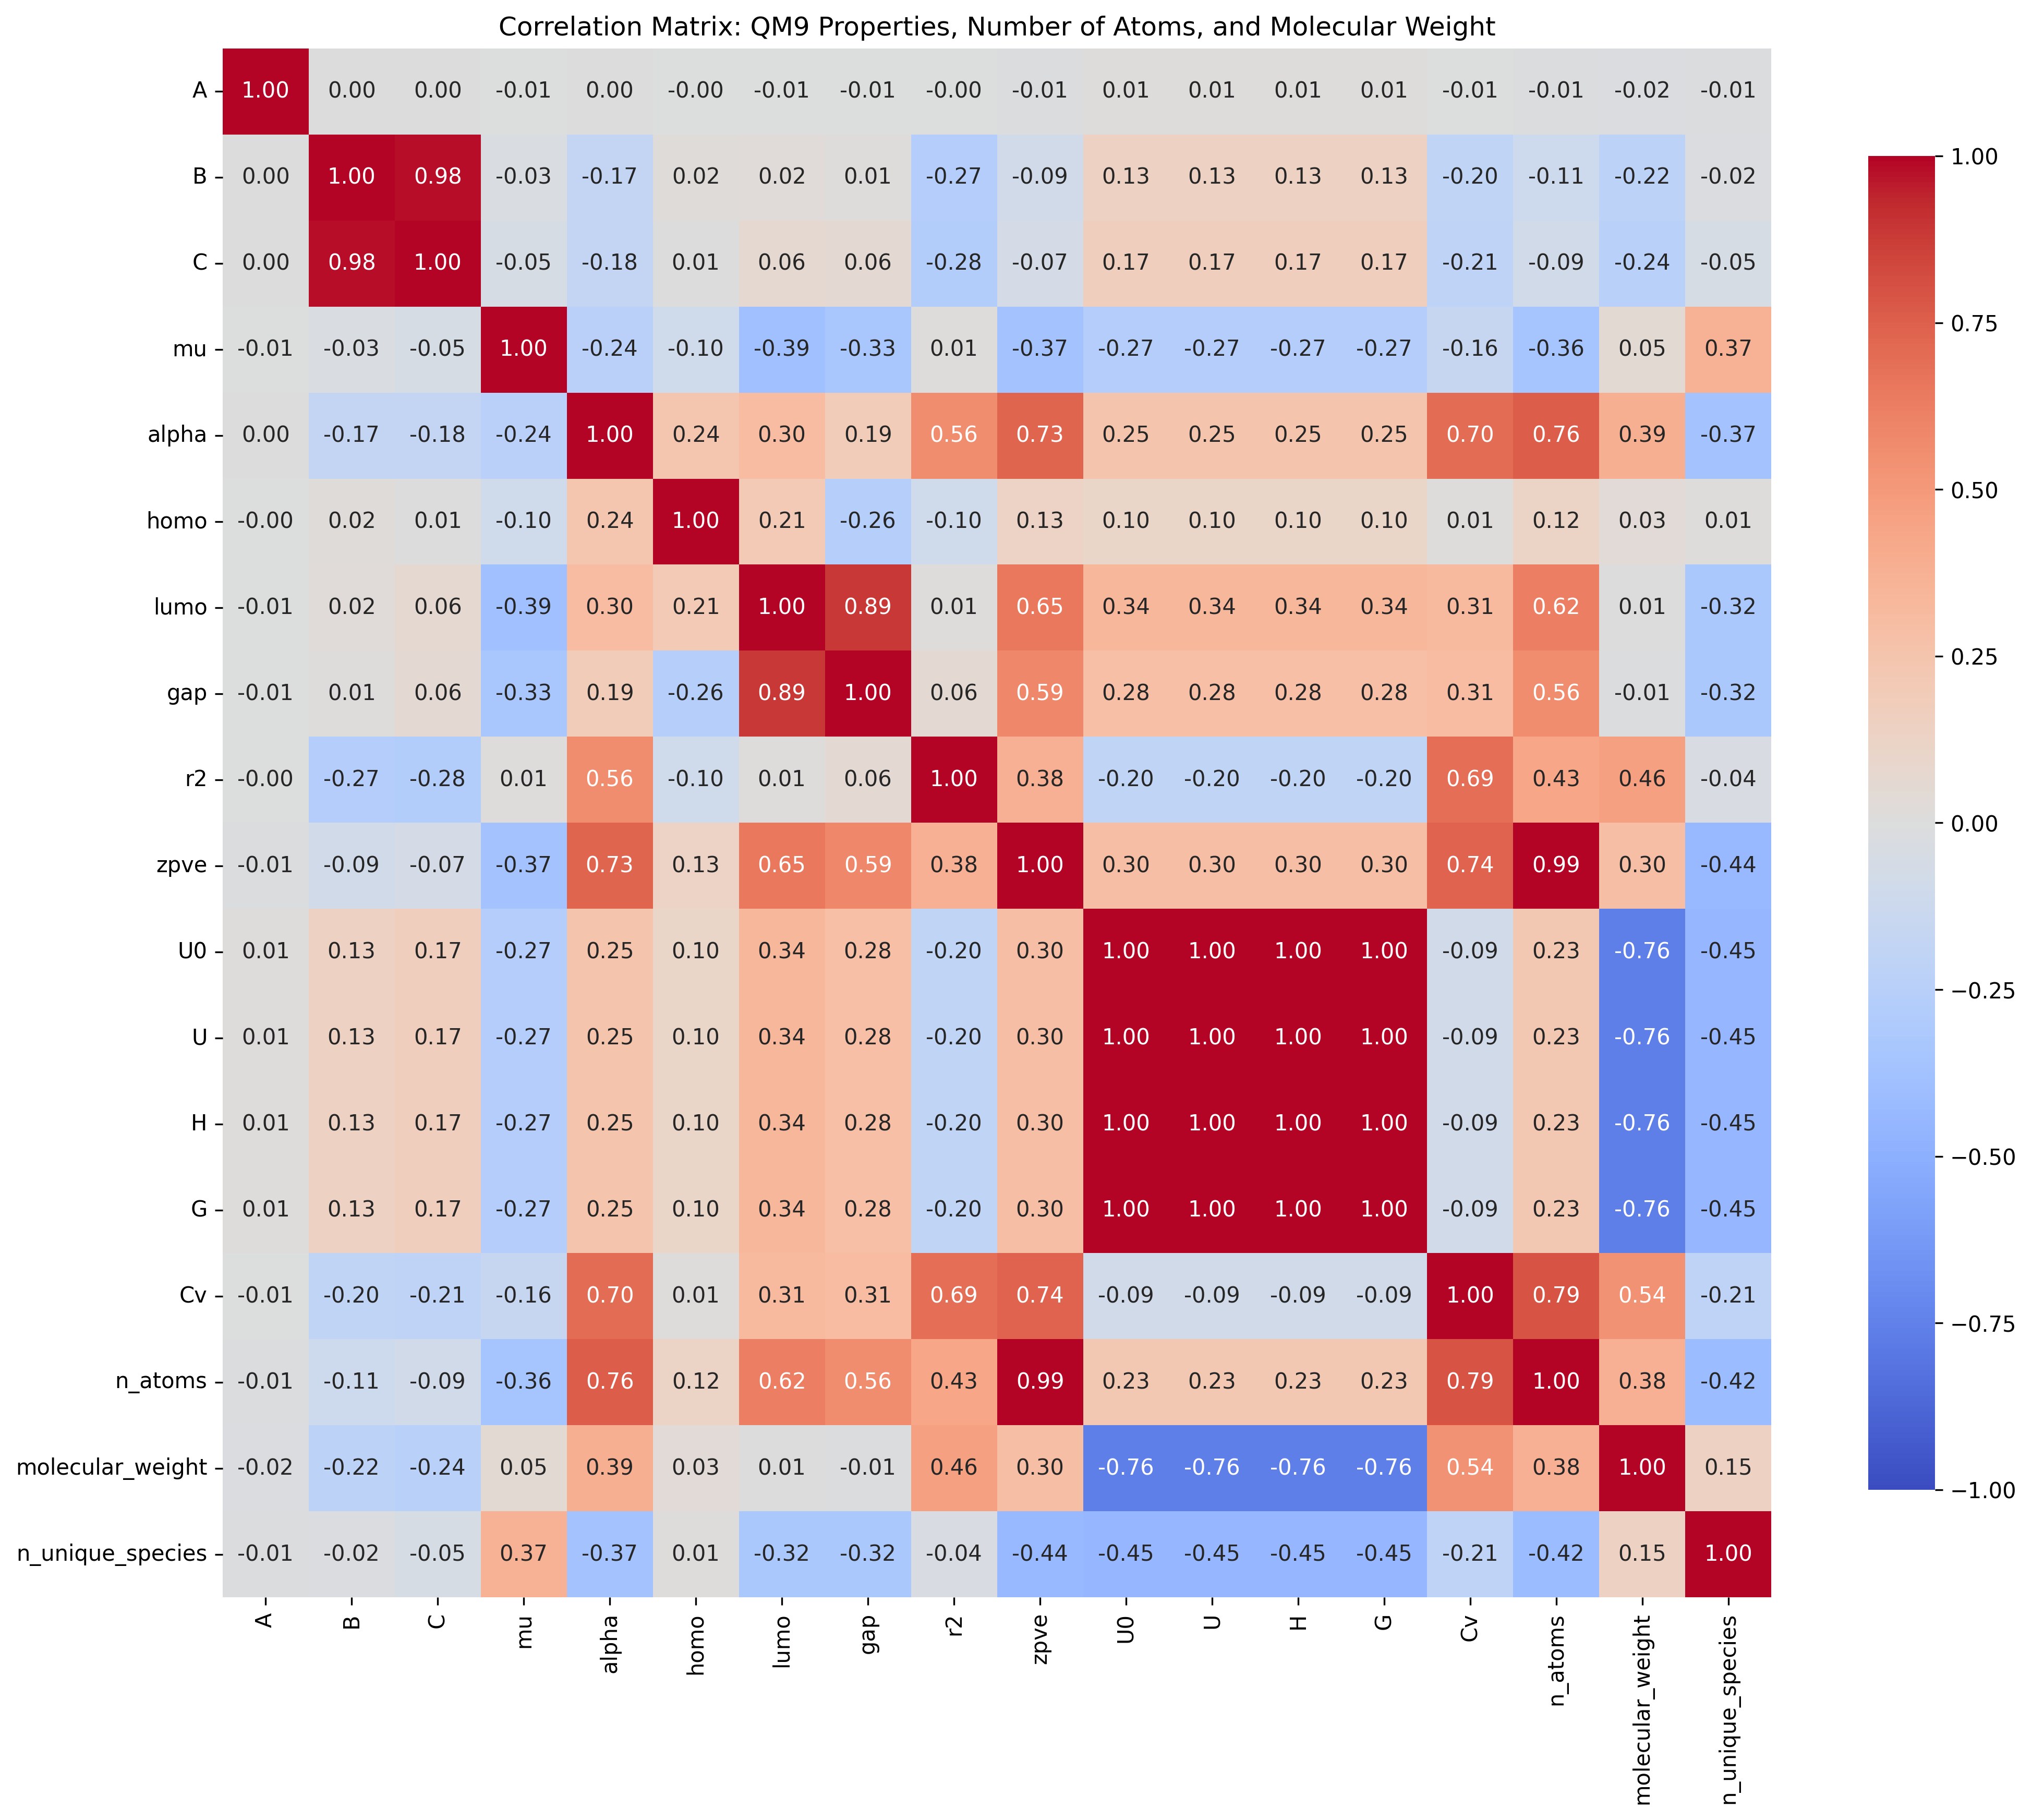 Correlation Matrix: QM9 Properties, Number of Atoms, and Molecular Weight
A 1.00 0.00 0.00 -0.01 0.00 -0.00 -0.01 -0.01 -0.00 -0.01 0.01 0.01 0.01 0.01 -0.01 -0.01 -0.02 -0.01
B 0.00 1.00 0.98 -0.03 -0.17 0.02 0.02 0.01 -0.27 -0.09 0.13 0.13 0.13 0.13 -0.20 -0.11 -0.22 -0.02
C 0.00 0.98 1.00 -0.05 -0.18 0.01 0.06 0.06 -0.28 -0.07 0.17 0.17 0.17 0.17 -0.21 -0.09 -0.24 -0.05
mu -0.01 -0.03 -0.05 1.00 -0.24 -0.10 -0.39 -0.33 0.01 -0.37 -0.27 -0.27 -0.27 -0.27 -0.16 -0.36 0.05 0.37
alpha 0.00 -0.17 -0.18 -0.24 1.00 0.24 0.30 0.19 0.56 0.73 0.25 0.25 0.25 0.25 0.70 0.76 0.39 -0.37
homo -0.00 0.02 0.01 -0.10 0.24 1.00 0.21 -0.26 -0.10 0.13 0.10 0.10 0.10 0.10 0.01 0.12 0.03 0.01
lumo -0.01 0.02 0.06 -0.39 0.30 0.21 1.00 0.89 0.01 0.65 0.34 0.34 0.34 0.34 0.31 0.62 0.01 -0.32
gap -0.01 0.01 0.06 -0.33 0.19 -0.26 0.89 1.00 0.06 0.59 0.28 0.28 0.28 0.28 0.31 0.56 -0.01 -0.32
r2 -0.00 -0.27 -0.28 0.01 0.56 -0.10 0.01 0.06 1.00 0.38 -0.20 -0.20 -0.20 -0.20 0.69 0.43 0.46 -0.04
zpve -0.01 -0.09 -0.07 -0.37 0.73 0.13 0.65 0.59 0.38 1.00 0.30 0.30 0.30 0.30 0.74 0.99 0.30 -0.44
U0 0.01 0.13 0.17 -0.27 0.25 0.10 0.34 0.28 -0.20 0.30 1.00 1.00 1.00 1.00 -0.09 0.23 -0.76 -0.45
U 0.01 0.13 0.17 -0.27 0.25 0.10 0.34 0.28 -0.20 0.30 1.00 1.00 1.00 1.00 -0.09 0.23 -0.76 -0.45
H 0.01 0.13 0.17 -0.27 0.25 0.10 0.34 0.28 -0.20 0.30 1.00 1.00 1.00 1.00 -0.09 0.23 -0.76 -0.45
G 0.01 0.13 0.17 -0.27 0.25 0.10 0.34 0.28 -0.20 0.30 1.00 1.00 1.00 1.00 -0.09 0.23 -0.76 -0.45
Cv -0.01 -0.20 -0.21 -0.16 0.70 0.01 0.31 0.31 0.69 0.74 -0.09 -0.09 -0.09 -0.09 1.00 0.79 0.54 -0.21
n_atoms -0.01 -0.11 -0.09 -0.36 0.76 0.12 0.62 0.56 0.43 0.99 0.23 0.23 0.23 0.23 0.79 1.00 0.38 -0.42
molecular_weight -0.02 -0.22 -0.24 0.05 0.39 0.03 0.01 -0.01 0.46 0.30 -0.76 -0.76 -0.76 -0.76 0.54 0.38 1.00 0.15
n_unique_species -0.01 -0.02 -0.05 0.37 -0.37 0.01 -0.32 -0.32 -0.04 -0.44 -0.45 -0.45 -0.45 -0.45 -0.21 -0.42 0.15 1.00
A B C mu alpha homo lumo gap r2 zpve U0 U H G Cv n_atoms molecular_weight n_unique_species
1.00
0.75
0.50
0.25
0.00
−0.25
−0.50
−0.75
−1.00